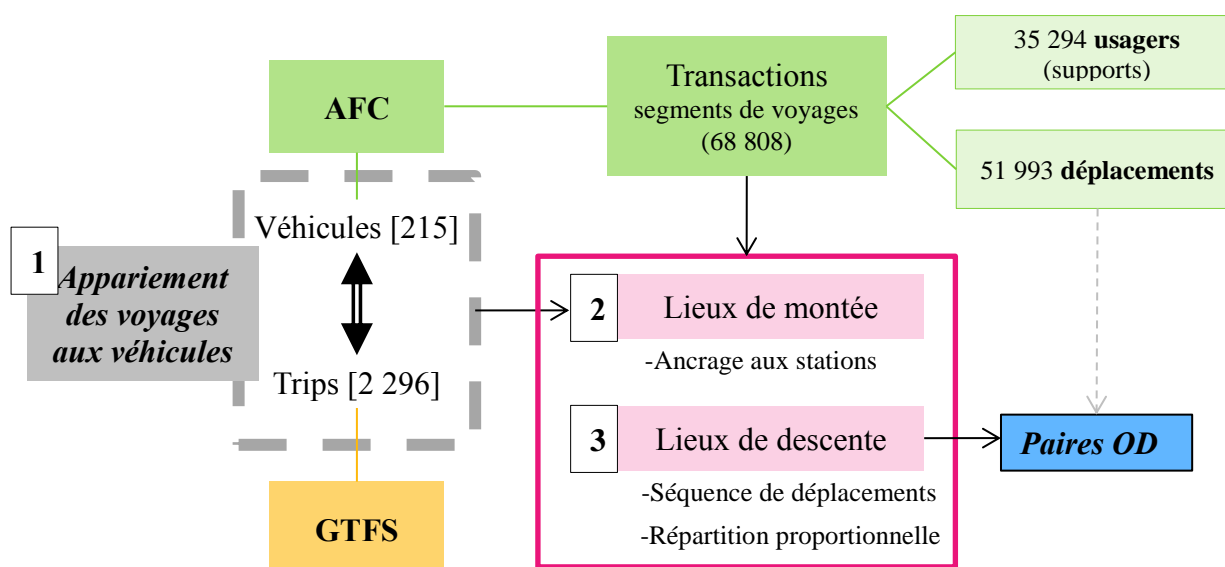 AFC
Transactions
segments de voyages
(68 808)
35 294 usagers
(supports)
51 993 déplacements
1
Appariement
des voyages
aux véhicules
Véhicules [215]
Trips [2 296]
GTFS
2
Lieux de montée
-Ancrage aux stations
3
Lieux de descente
-Séquence de déplacements
-Répartition proportionnelle
Paires OD